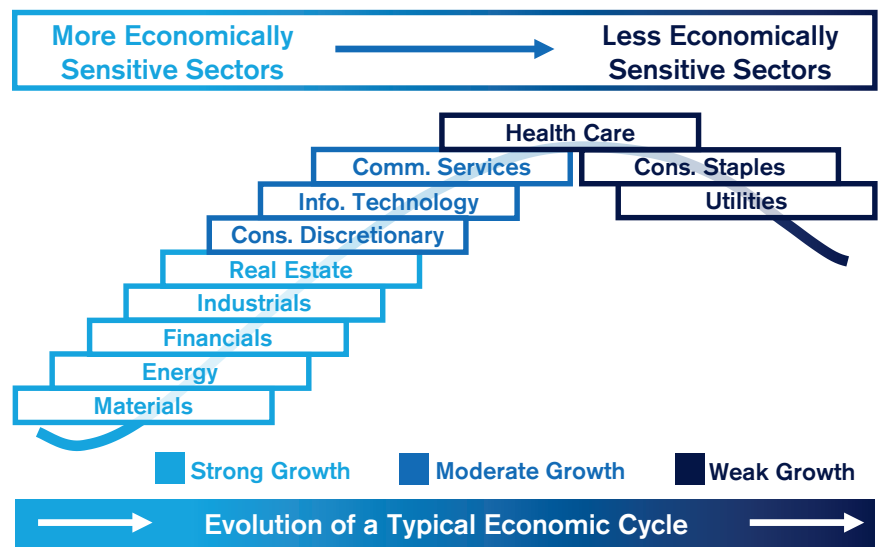 More Economically
Sensitive Sectors
Less Economically
Sensitive Sectors
Health Care
Comm. Services
Cons. Staples
Info. Technology
Utilities
Cons. Discretionary
Real Estate
Industrials
Financials
Energy
Materials
Strong Growth
Moderate Growth
Weak Growth
Evolution of a Typical Economic Cycle